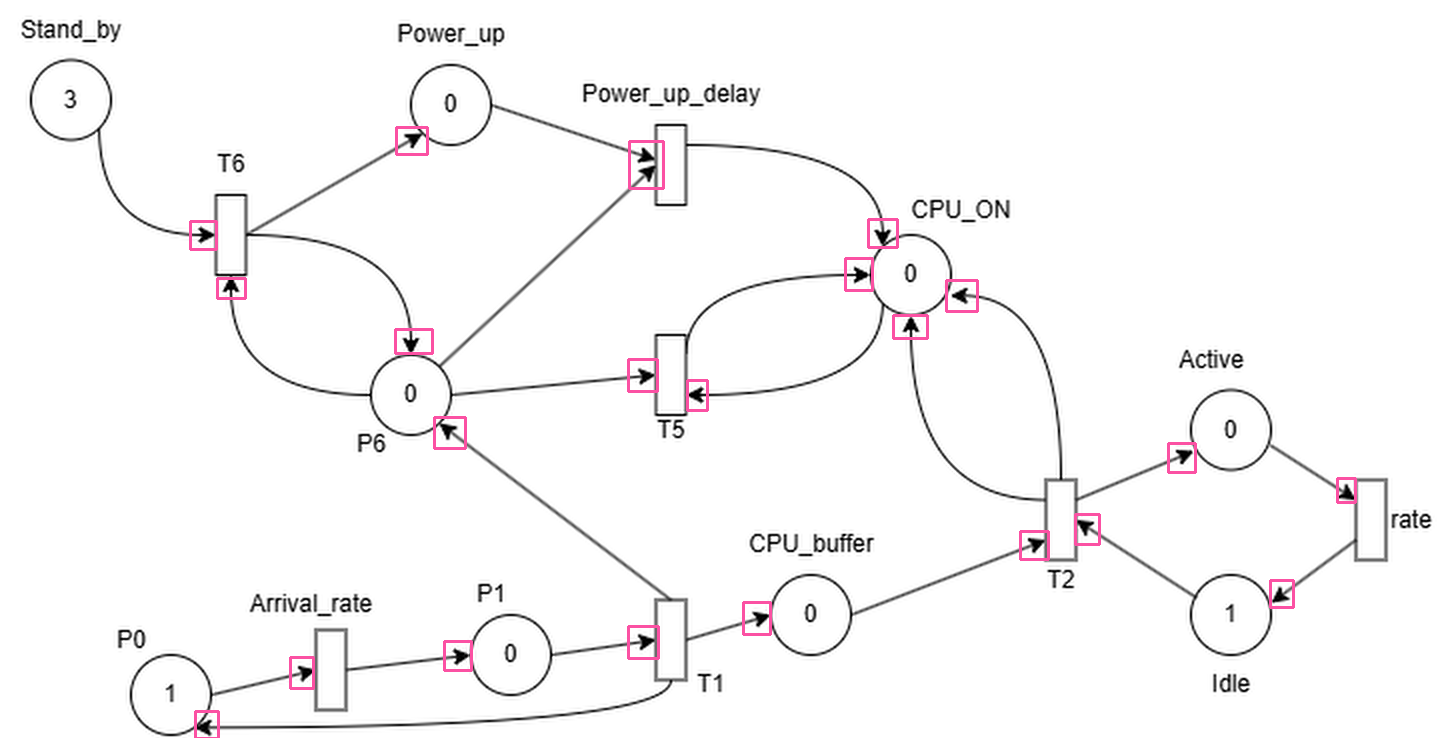 Stand_by
Power_up
3
0
Power_up_delay
T6
CPU_ON
0
Active
0
P6
T5
0
rate
CPU_buffer
T2
Arrival_rate
P1
0
1
P0
0
1
T1
Idle